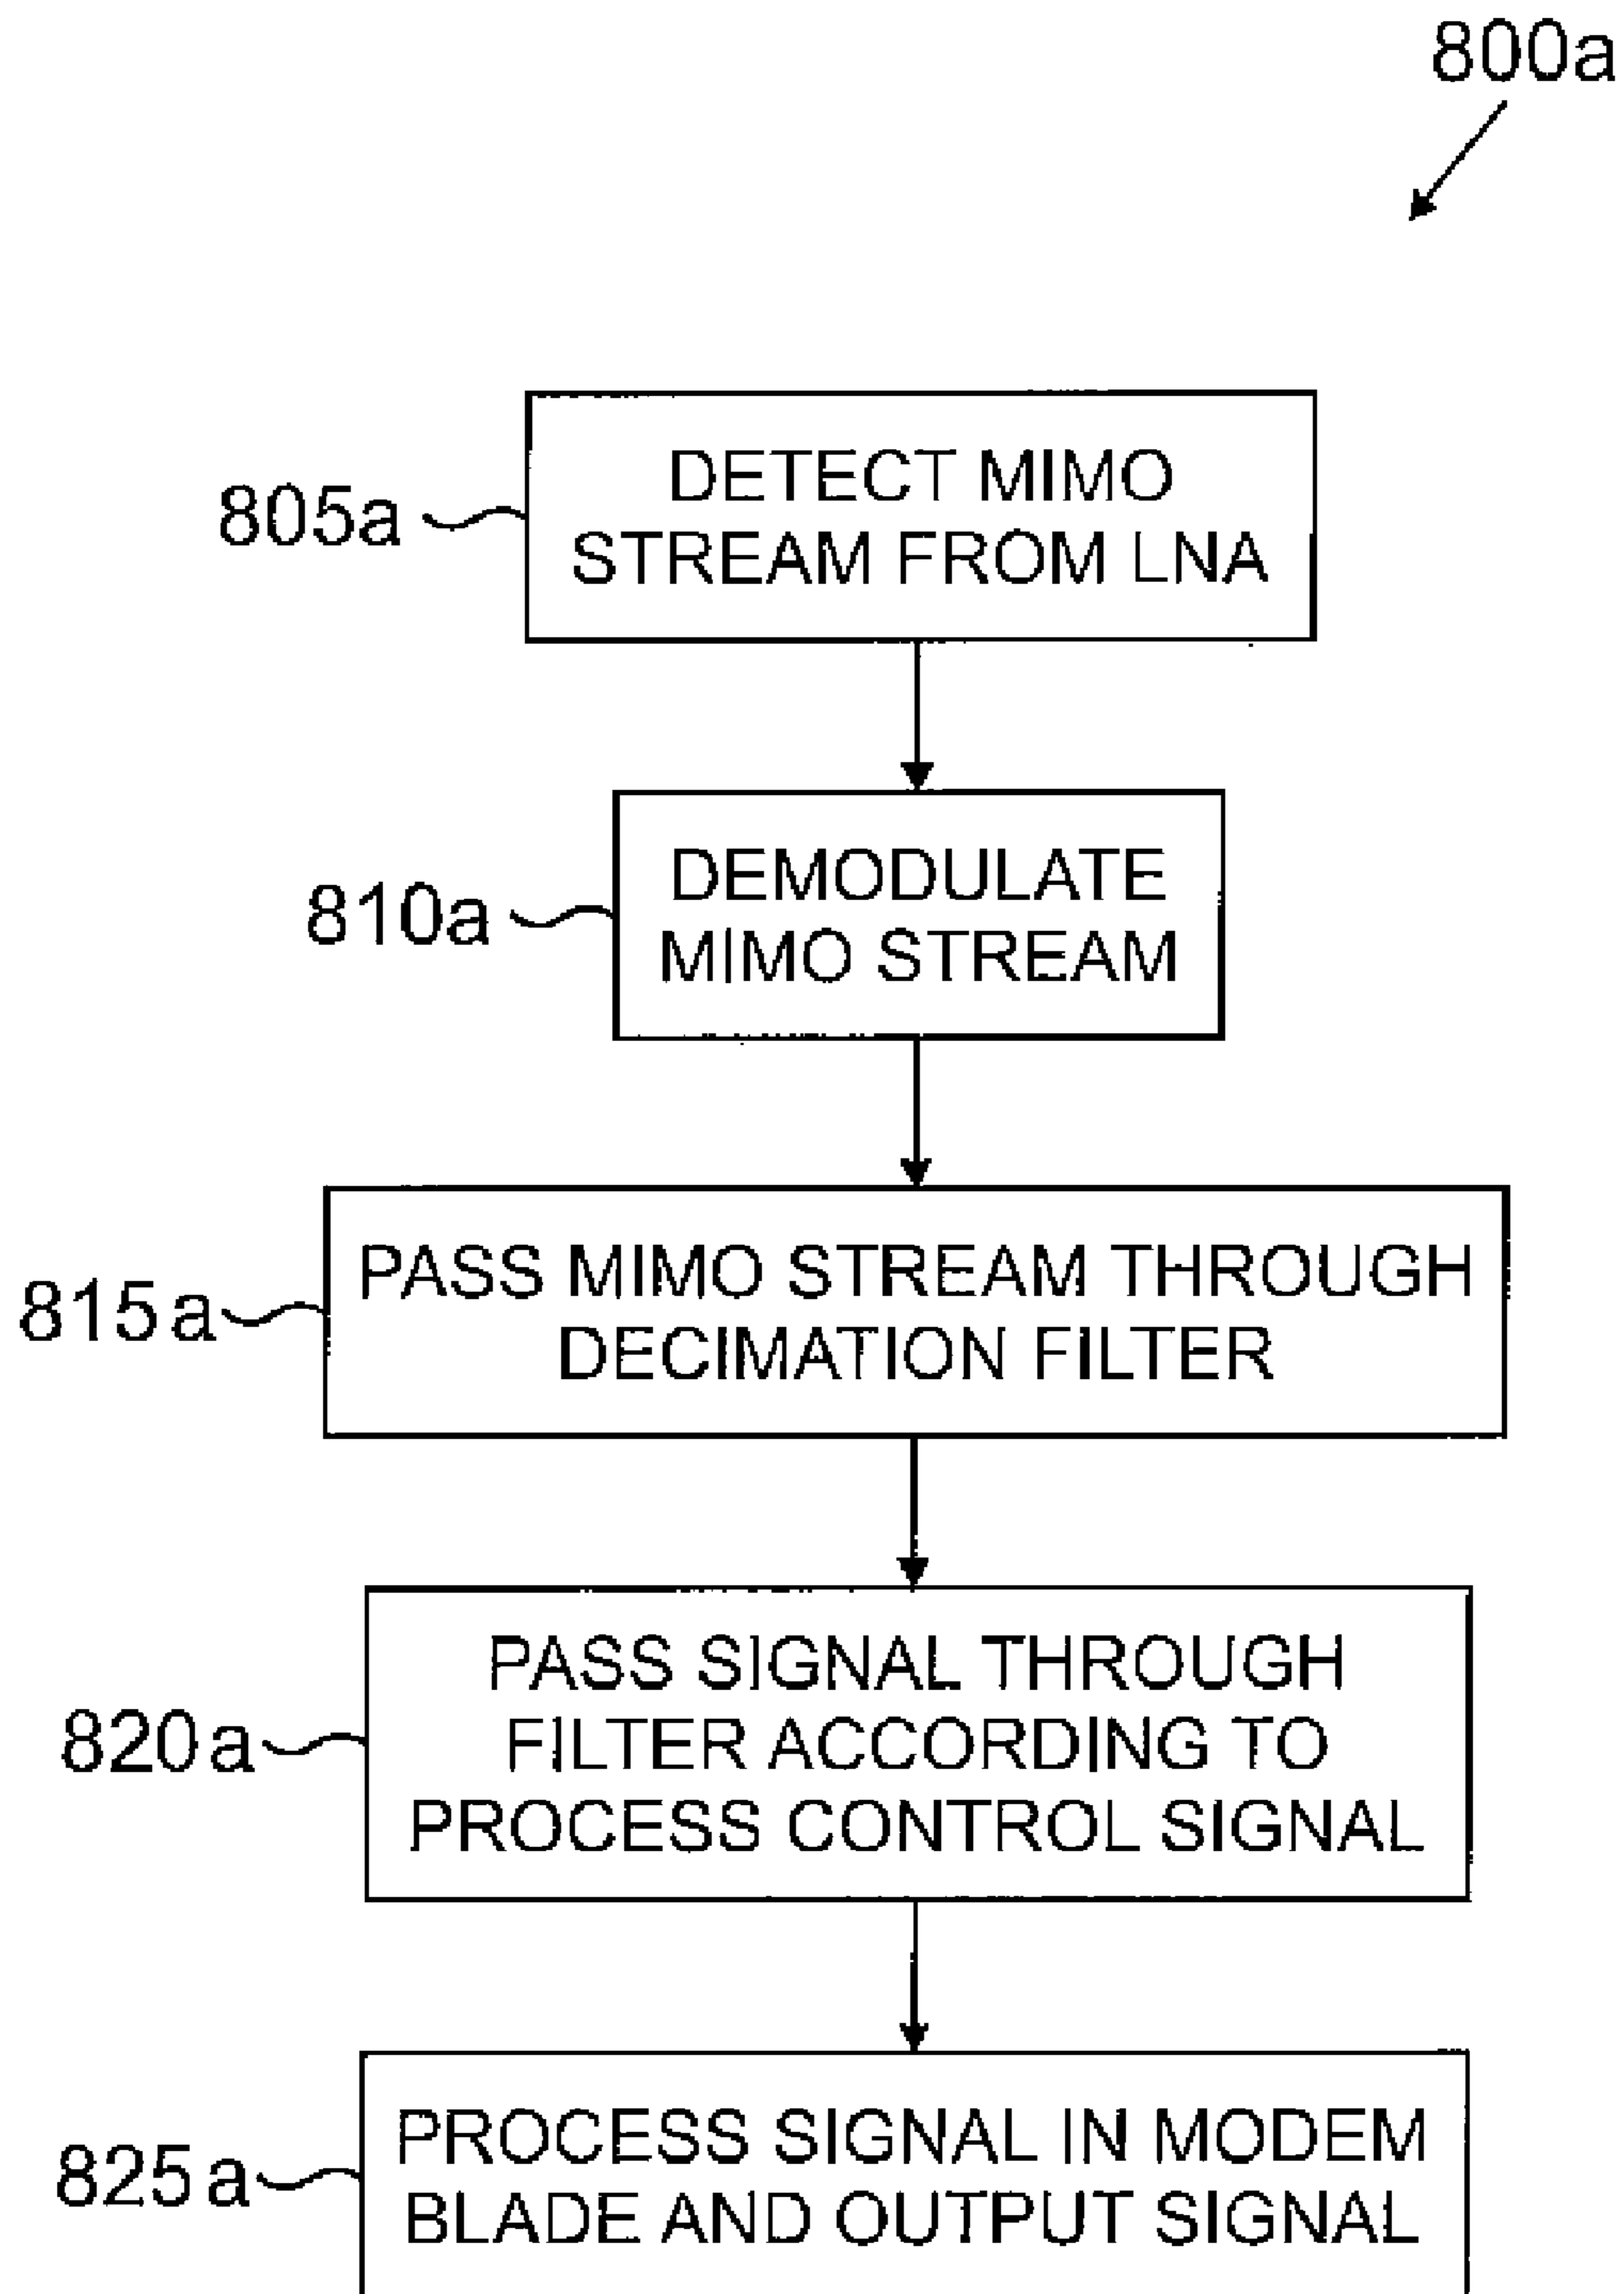 800a
805a
DETECT MIMO
STREAM FROM LNA
810a
DEMODULATE
MIMO STREAM
815a
PASS MIMO STREAM THROUGH
DECIMATION FILTER
820a
PASS SIGNAL THROUGH
FILTER ACCORDING TO
PROCESS CONTROL SIGNAL
825a
PROCESS SIGNAL IN MODEM
BLADE AND OUTPUT SIGNAL